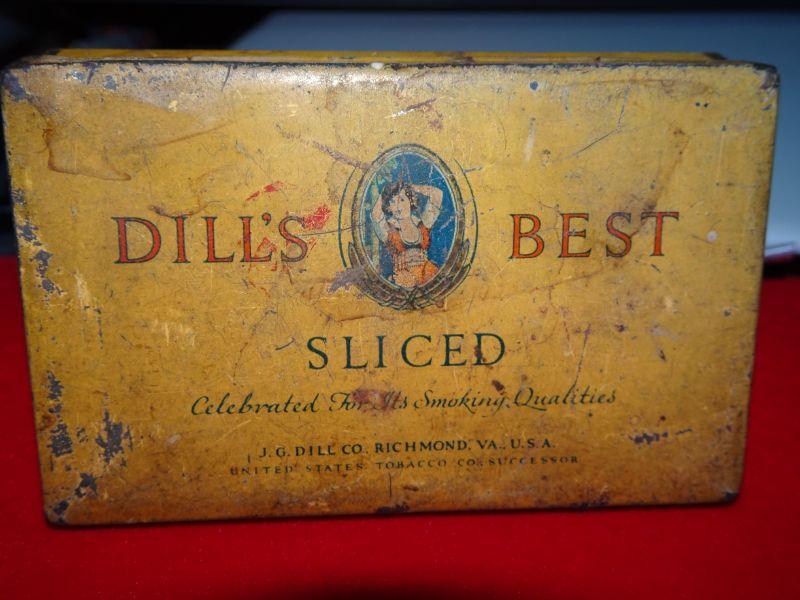 DILL'S BEST
SLICED
Celebrated For Its Smoking Qualities
J. G. DILL CO., RICHMOND, VA., U.S.A.
UNITED STATES TOBACCO CO., SUCCESSOR